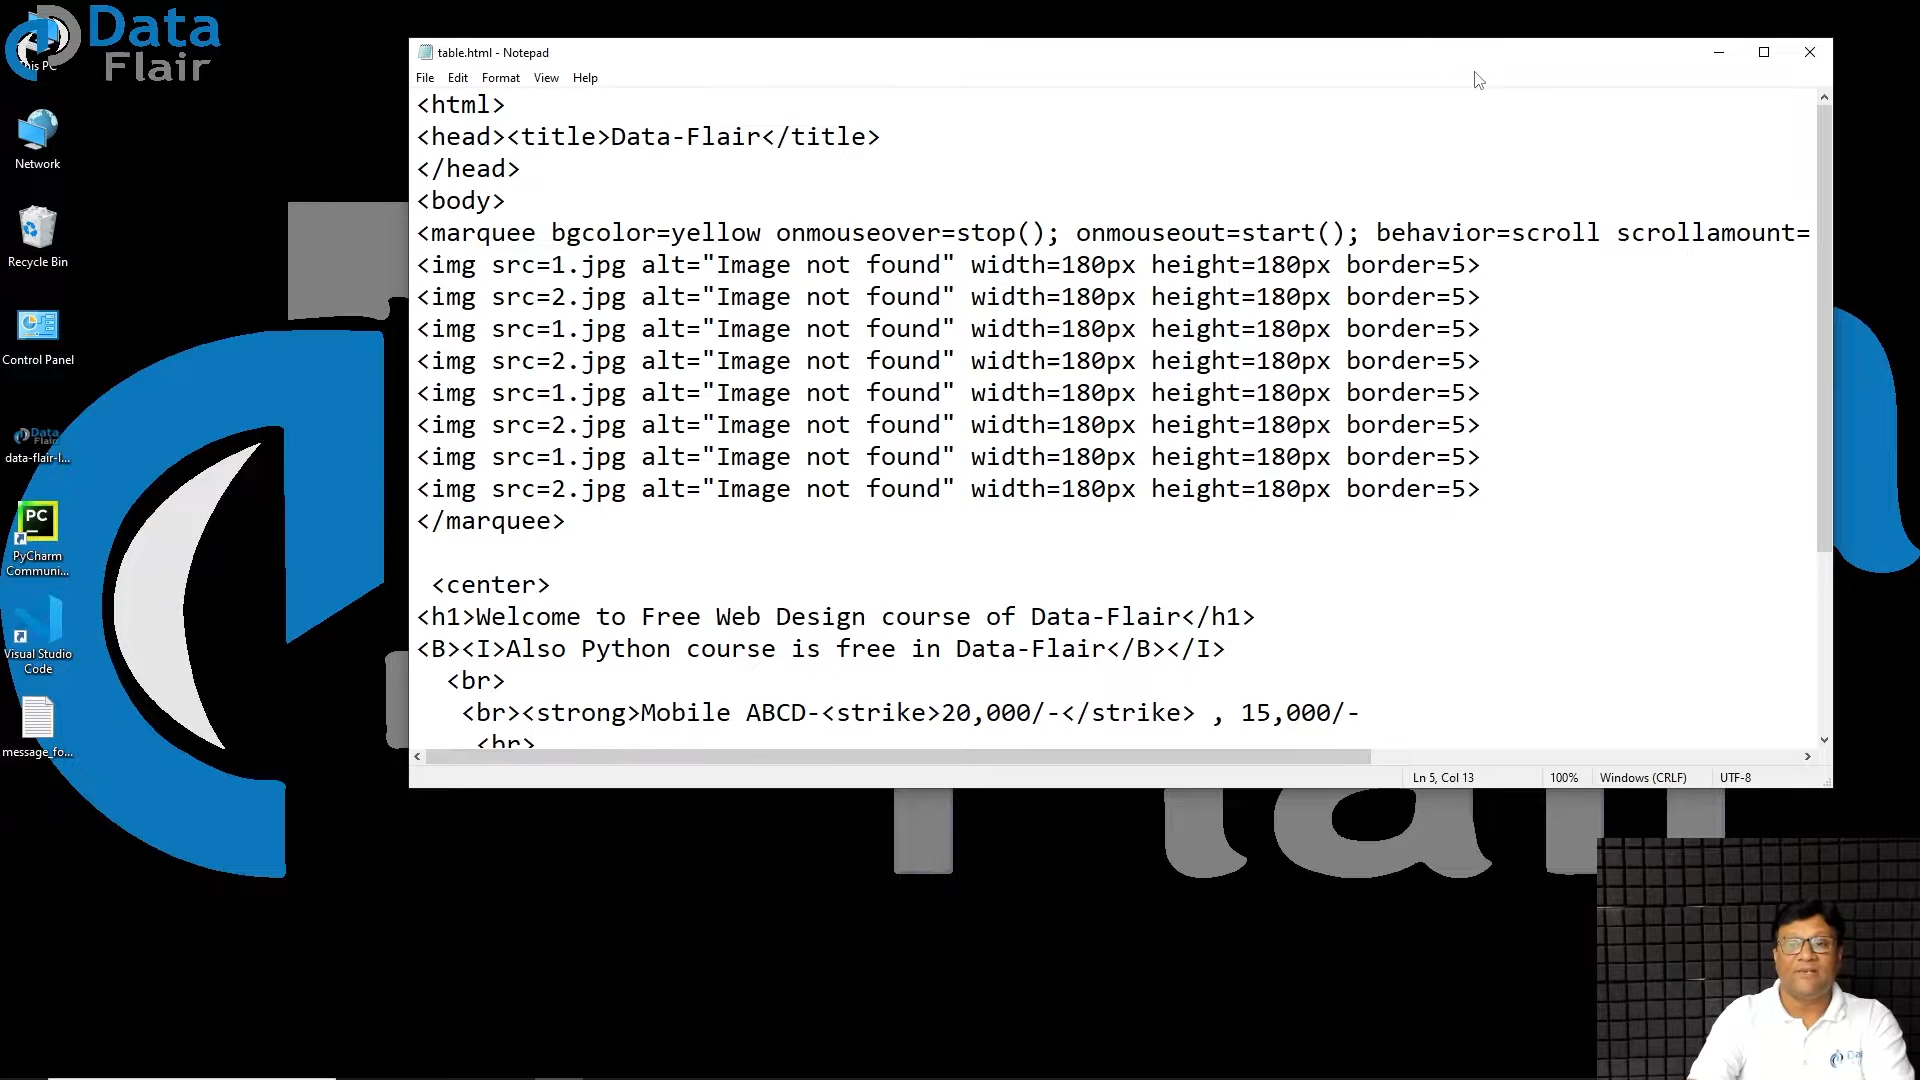 Data
Flair
This PC
Network
Recycle Bin
Control Panel
Data
Flair
data-flair-l...
PC
PyCharm
Communi...
Visual Studio
Code
message_fo...
table.html - Notepad
File Edit Format View Help
<html>
<head><title>Data-Flair</title>
</head>
<body>
<marquee bgcolor=yellow onmouseover=stop(); onmouseout=start(); behavior=scroll scrollamount=
<img src=1.jpg alt="Image not found" width=180px height=180px border=5>
<img src=2.jpg alt="Image not found" width=180px height=180px border=5>
<img src=1.jpg alt="Image not found" width=180px height=180px border=5>
<img src=2.jpg alt="Image not found" width=180px height=180px border=5>
<img src=1.jpg alt="Image not found" width=180px height=180px border=5>
<img src=2.jpg alt="Image not found" width=180px height=180px border=5>
<img src=1.jpg alt="Image not found" width=180px height=180px border=5>
<img src=2.jpg alt="Image not found" width=180px height=180px border=5>
</marquee>
<center>
<h1>Welcome to Free Web Design course of Data-Flair</h1>
<B><I>Also Python course is free in Data-Flair</B></I>
<br>
<br><strong>Mobile ABCD-<strike>20,000/-</strike> , 15,000/-
<br>
Ln 5, Col 13
100%
Windows (CRLF)
UTF-8